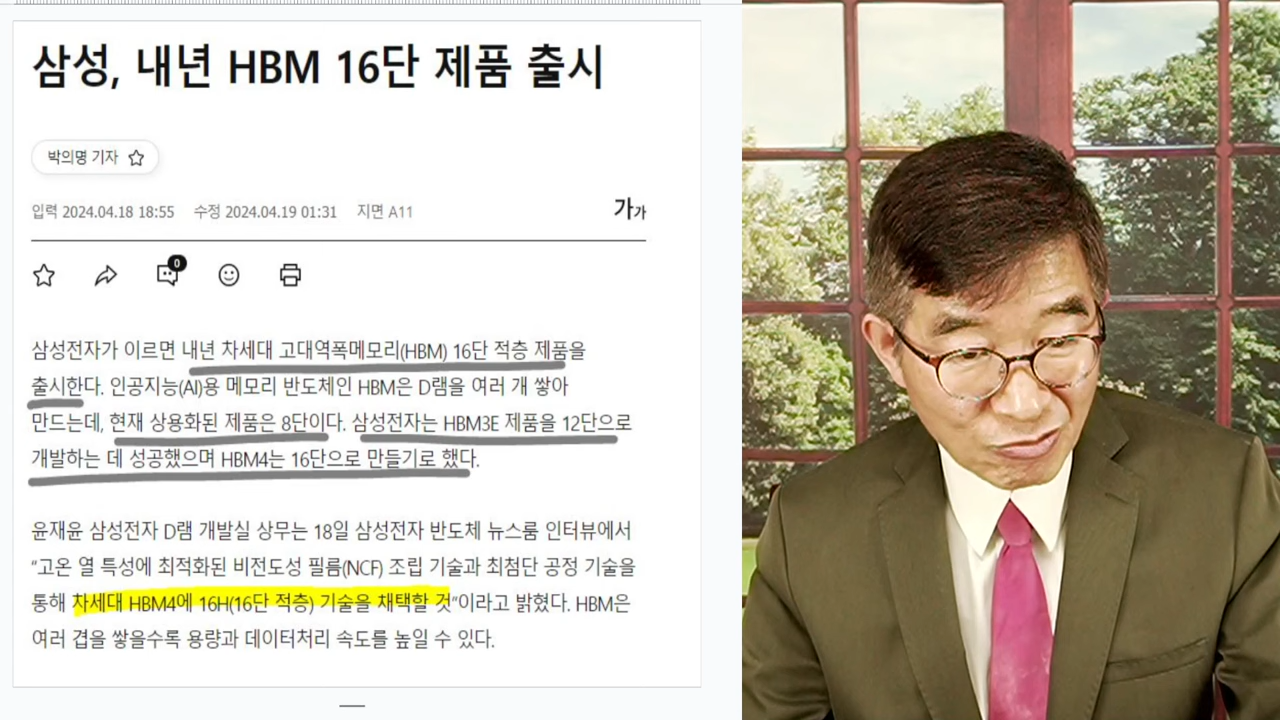 삼성, 내년 HBM 16단 제품 출시
박의명 기자
입력 2024.04.18 18:55 수정 2024.04.19 01:31 지면 A11
가가
0
삼성전자가 이르면 내년 차세대 고대역폭메모리(HBM) 16단 적층 제품을
출시한다. 인공지능(AI)용 메모리 반도체인 HBM은 D램을 여러 개 쌓아
만드는데, 현재 상용화된 제품은 8단이다. 삼성전자는 HBM3E 제품을 12단으로
개발하는 데 성공했으며 HBM4는 16단으로 만들기로 했다.
윤재윤 삼성전자 D램 개발실 상무는 18일 삼성전자 반도체 뉴스룸 인터뷰에서
“고온 열 특성에 최적화된 비전도성 필름(NCF) 조립 기술과 최첨단 공정 기술을
통해 차세대 HBM4에 16H(16단 적층) 기술을 채택할 것”이라고 밝혔다. HBM은
여러 겹을 쌓을수록 용량과 데이터처리 속도를 높일 수 있다.